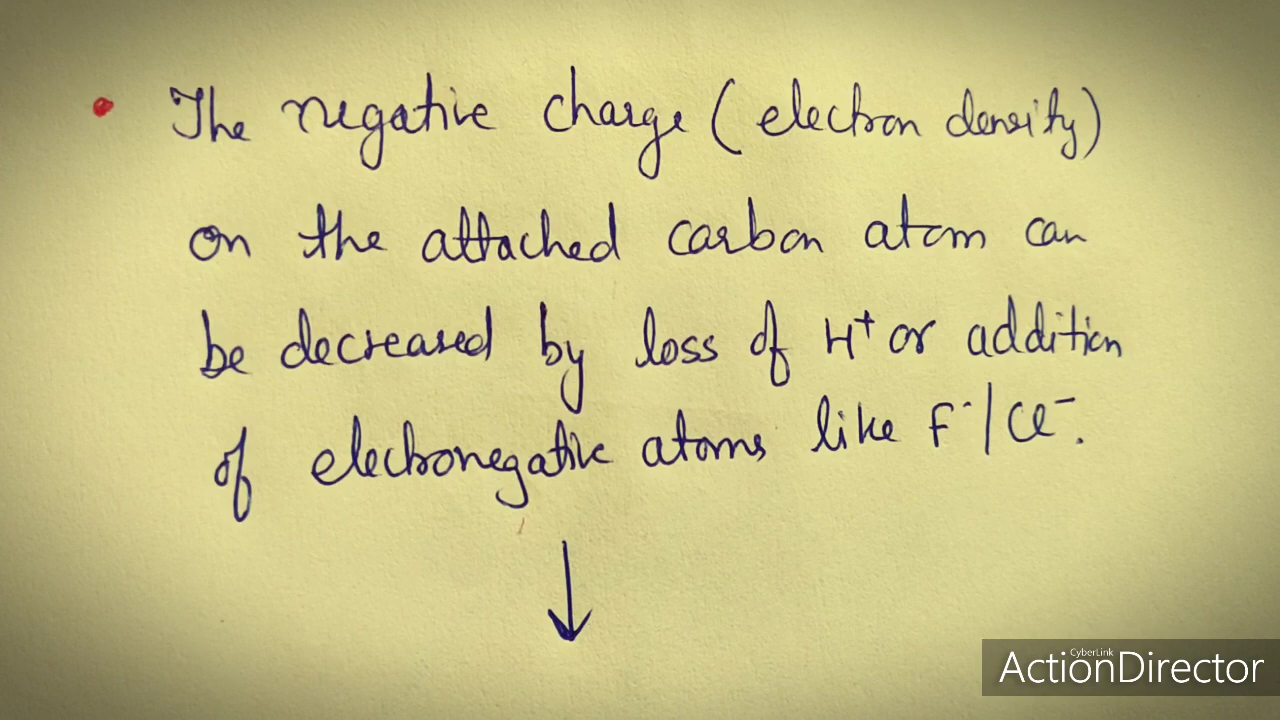 • The negative charge (electron density)
on the attached carbon atom can
be decreased by loss of H⁺ or addition
of electronegative atoms like F⁻/Cl⁻.
↓
CyberLink
ActionDirector